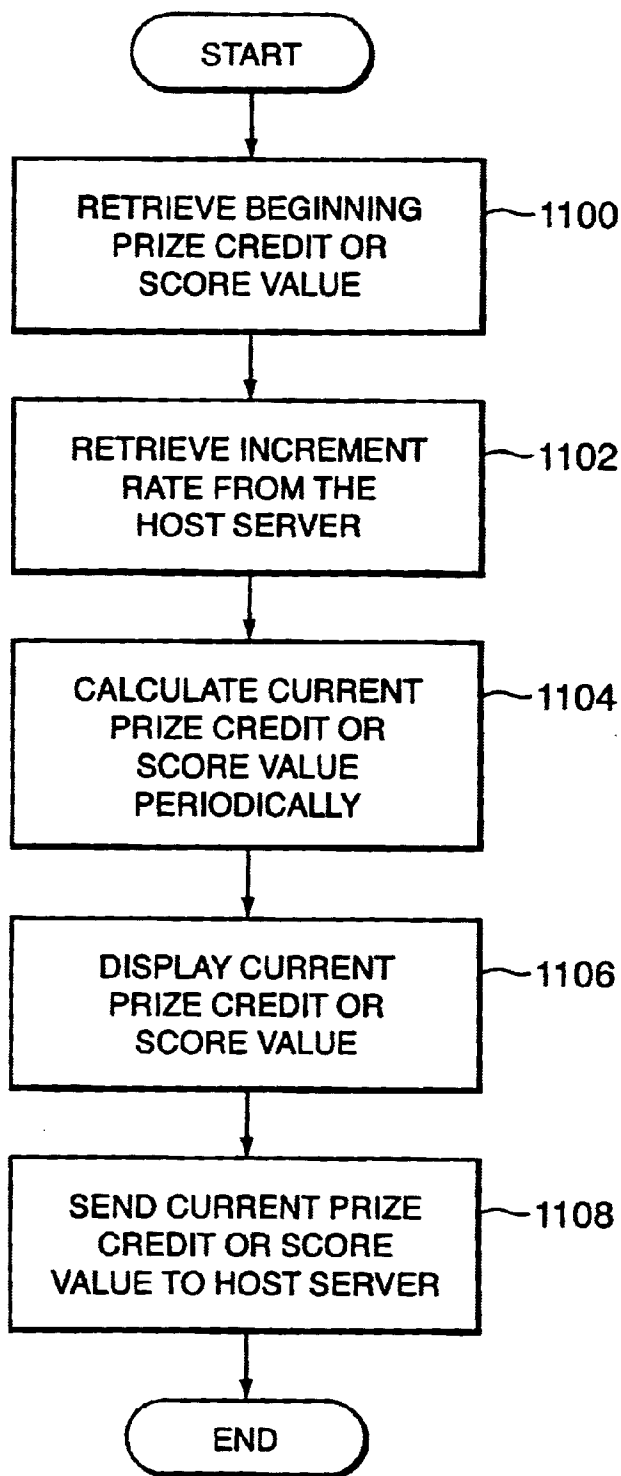 START
RETRIEVE BEGINNING
PRIZE CREDIT OR
SCORE VALUE
1100
RETRIEVE INCREMENT
RATE FROM THE
HOST SERVER
1102
CALCULATE CURRENT
PRIZE CREDIT OR
SCORE VALUE
PERIODICALLY
1104
DISPLAY CURRENT
PRIZE CREDIT OR
SCORE VALUE
1106
SEND CURRENT PRIZE
CREDIT OR SCORE
VALUE TO HOST SERVER
1108
END